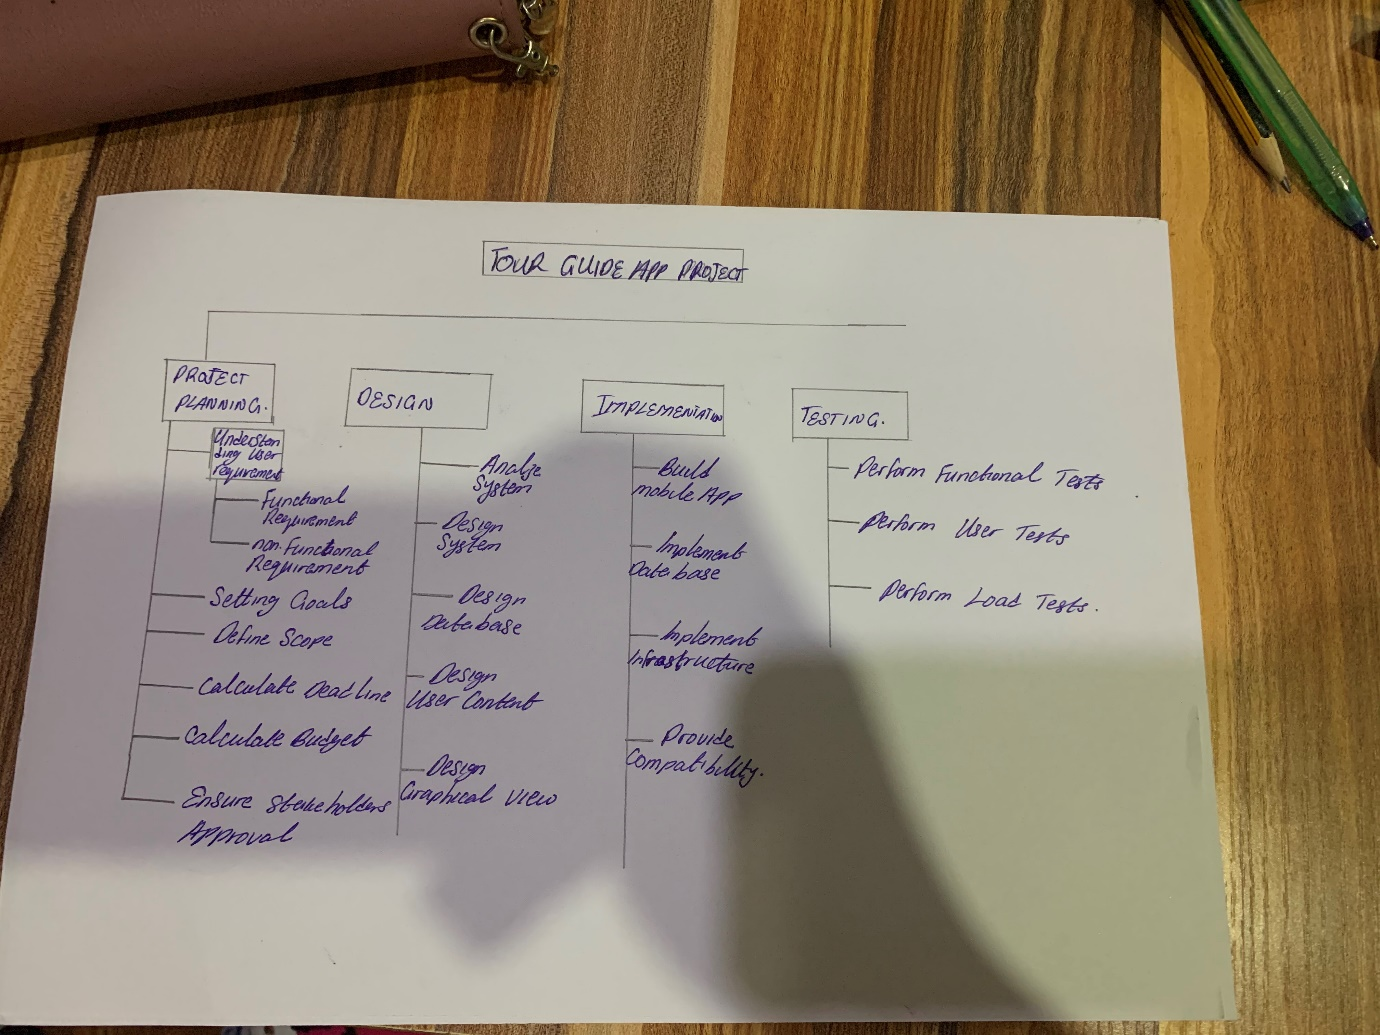 TOUR GUIDE APP PROJECT
PROJECT
PLANNING.
Understan
ding User
requirement
Functional
Requirement
non-Functional
Requirement
Setting Goals
Define Scope
Calculate Deadline
Calculate Budget
Ensure Stakeholders
Approval
DESIGN
Analze
System
Design
System
Design
Database
Design
User Content
Design
Graphical View
IMPLEMENTATION
Build
mobile App
Implement
Database
Implement
Infrastructure
Provide
Compatibility.
TESTING.
Perform Functional Tests
Perform User Tests
Perform Load Tests.